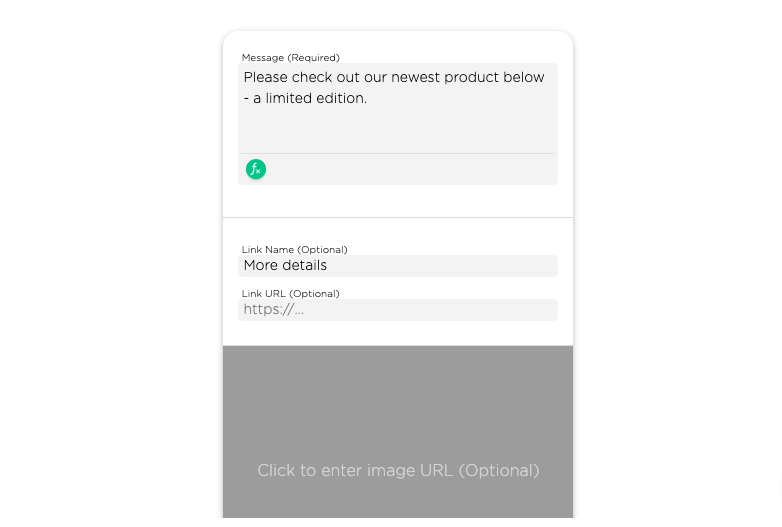 Message (Required)
Please check out our newest product below
- a limited edition.
fx
Link Name (Optional)
More details
Link URL (Optional)
https://...
Click to enter image URL (Optional)